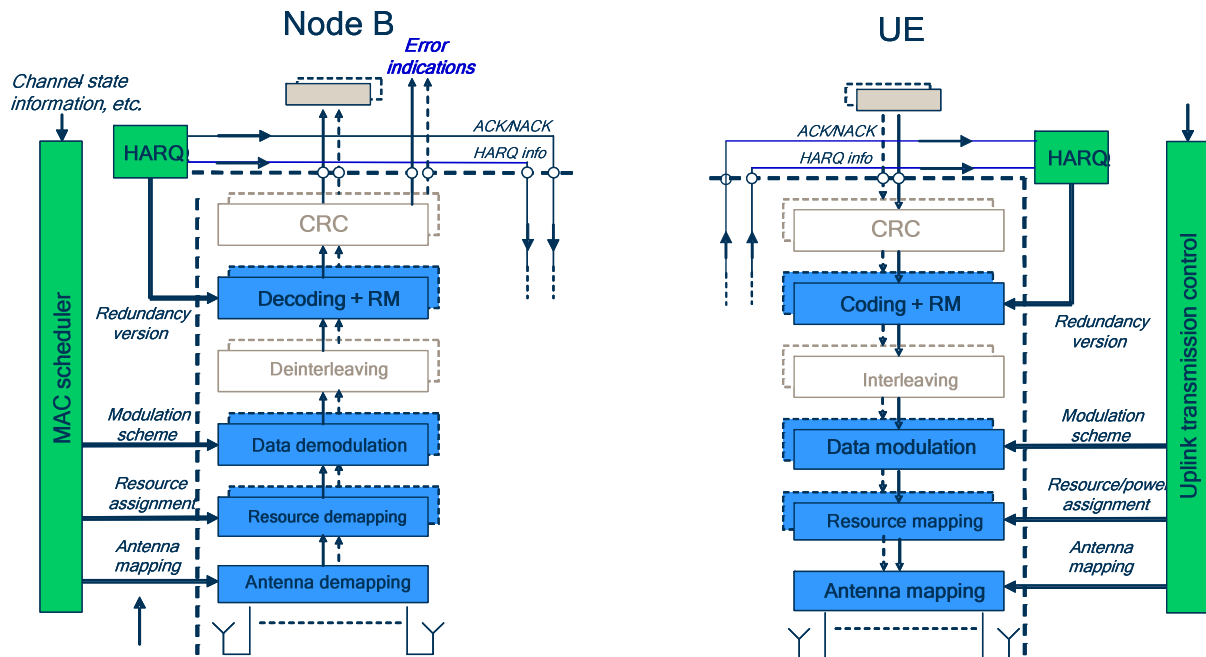 Node B
UE
Error
indications
Channel state
information, etc.
ACK/NACK
HARQ
HARQ info
ACK/NACK
HARQ info
HARQ
CRC
CRC
Decoding + RM
Coding + RM
Redundancy
version
Redundancy
version
Deinterleaving
Interleaving
MAC scheduler
Uplink transmission control
Modulation
scheme
Data demodulation
Data modulation
Modulation
scheme
Resource
assignment
Resource demapping
Resource mapping
Resource/power
assignment
Antenna
mapping
Antenna demapping
Antenna mapping
Antenna
mapping